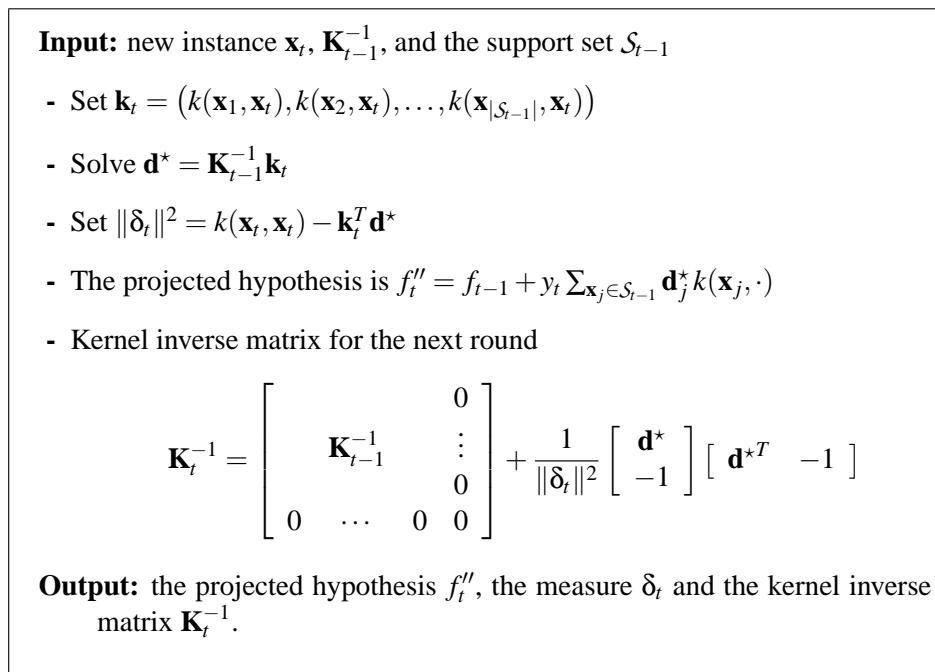 Input: new instance x_t, K_{t-1}^{-1}, and the support set S_{t-1}
- Set k_t = (k(x_1, x_t), k(x_2, x_t), ..., k(x_{|S_{t-1}|}, x_t))
- Solve d^⋆ = K_{t-1}^{-1} k_t
- Set ‖δ_t‖^2 = k(x_t, x_t) − k_t^T d^⋆
- The projected hypothesis is f_t'' = f_{t-1} + y_t ∑_{x_j∈S_{t-1}} d_j^⋆ k(x_j, ·)
- Kernel inverse matrix for the next round
K_t^{-1} = [ K_{t-1}^{-1} 0 ⋮ 0 0 ⋯ 0 0 ] + 1/‖δ_t‖^2 [ d^⋆ −1 ] [ d^{⋆T} −1 ]
Output: the projected hypothesis f_t'', the measure δ_t and the kernel inverse
matrix K_t^{-1}.